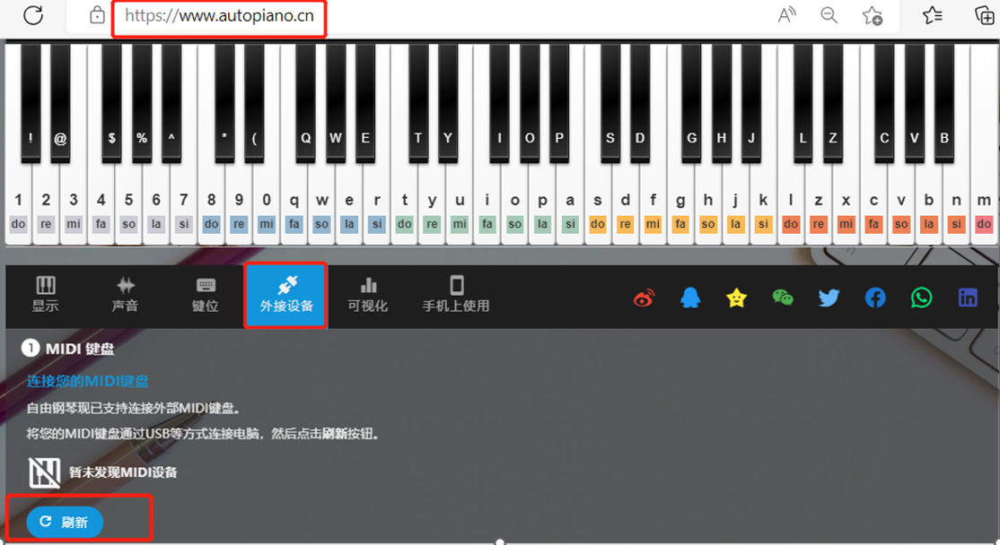 https://www.autopiano.cn
! @ $ % ^ * ( Q W E T Y I O P S D G H J L Z C V B
1 2 3 4 5 6 7 8 9 0 q w e r t y u i o p a s d f g h j k l z x c v b n m
do re mi fa so la si do re mi fa so la si do re mi fa so la si do re mi fa so la si do re mi fa so la si do
显示 声音 键位 外接设备 可视化 手机上使用
1 MIDI 键盘
连接您的MIDI键盘
自由钢琴现已支持连接外部MIDI键盘。
将您的MIDI键盘通过USB等方式连接电脑，然后点击刷新按钮。
暂未发现MIDI设备
刷新